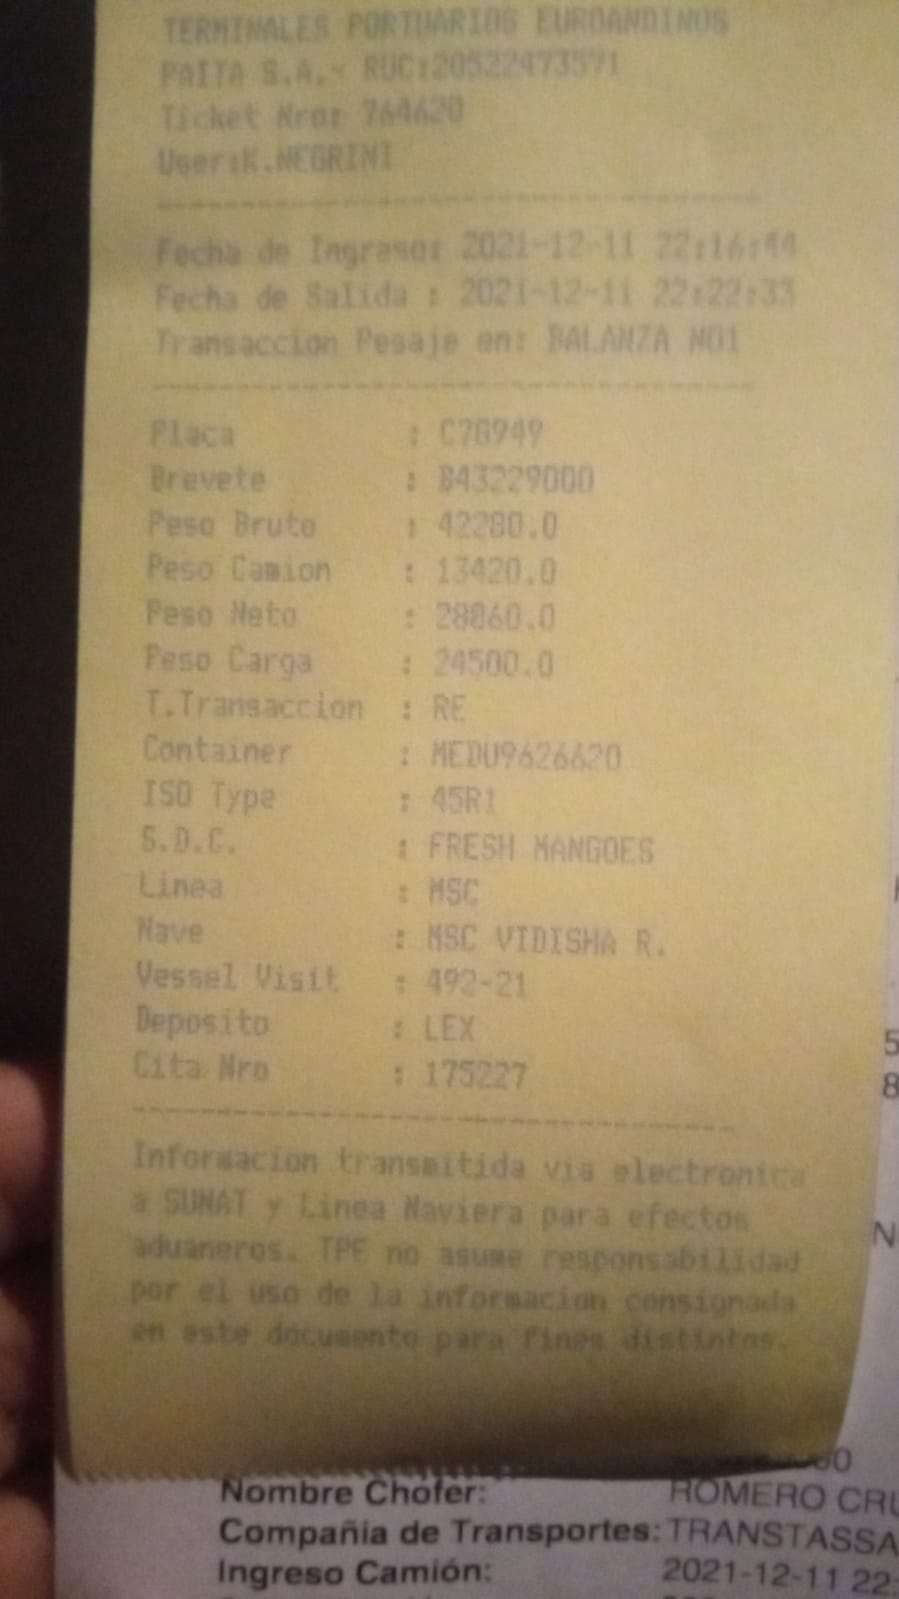 TERMINALES PORTUARIOS EUROANDINOS
PAITA S.A.- RUC:20522473571
Ticket Nro: 764620
User:K.NEGRINI
Fecha de Ingreso: 2021-12-11 22:16:44
Fecha de Salida : 2021-12-11 22:22:33
Transaccion Pesaje en: BALANZA NO1
Placa : C7G949
Brevete : B43229000
Peso Bruto : 42280.0
Peso Camion : 13420.0
Peso Neto : 28860.0
Peso Carga : 24500.0
T.Transaccion : RE
Container : MEDU9626620
ISO Type : 45R1
S.D.C. : FRESH MANGOES
Linea : MSC
Nave : MSC VIDISHA R.
Vessel Visit : 492-21
Deposito : LEX
Cita Nro : 175227
Informacion transmitida via electronica
a SUNAT y Linea Naviera para efectos
aduaneros. TPE no asume responsabilidad
por el uso de la informacion consignada
en este documento para fines distintos.
Nombre Chofer: ROMERO
Compañia de Transportes: TRANSTASSA
Ingreso Camión: 2021-12-11 22: